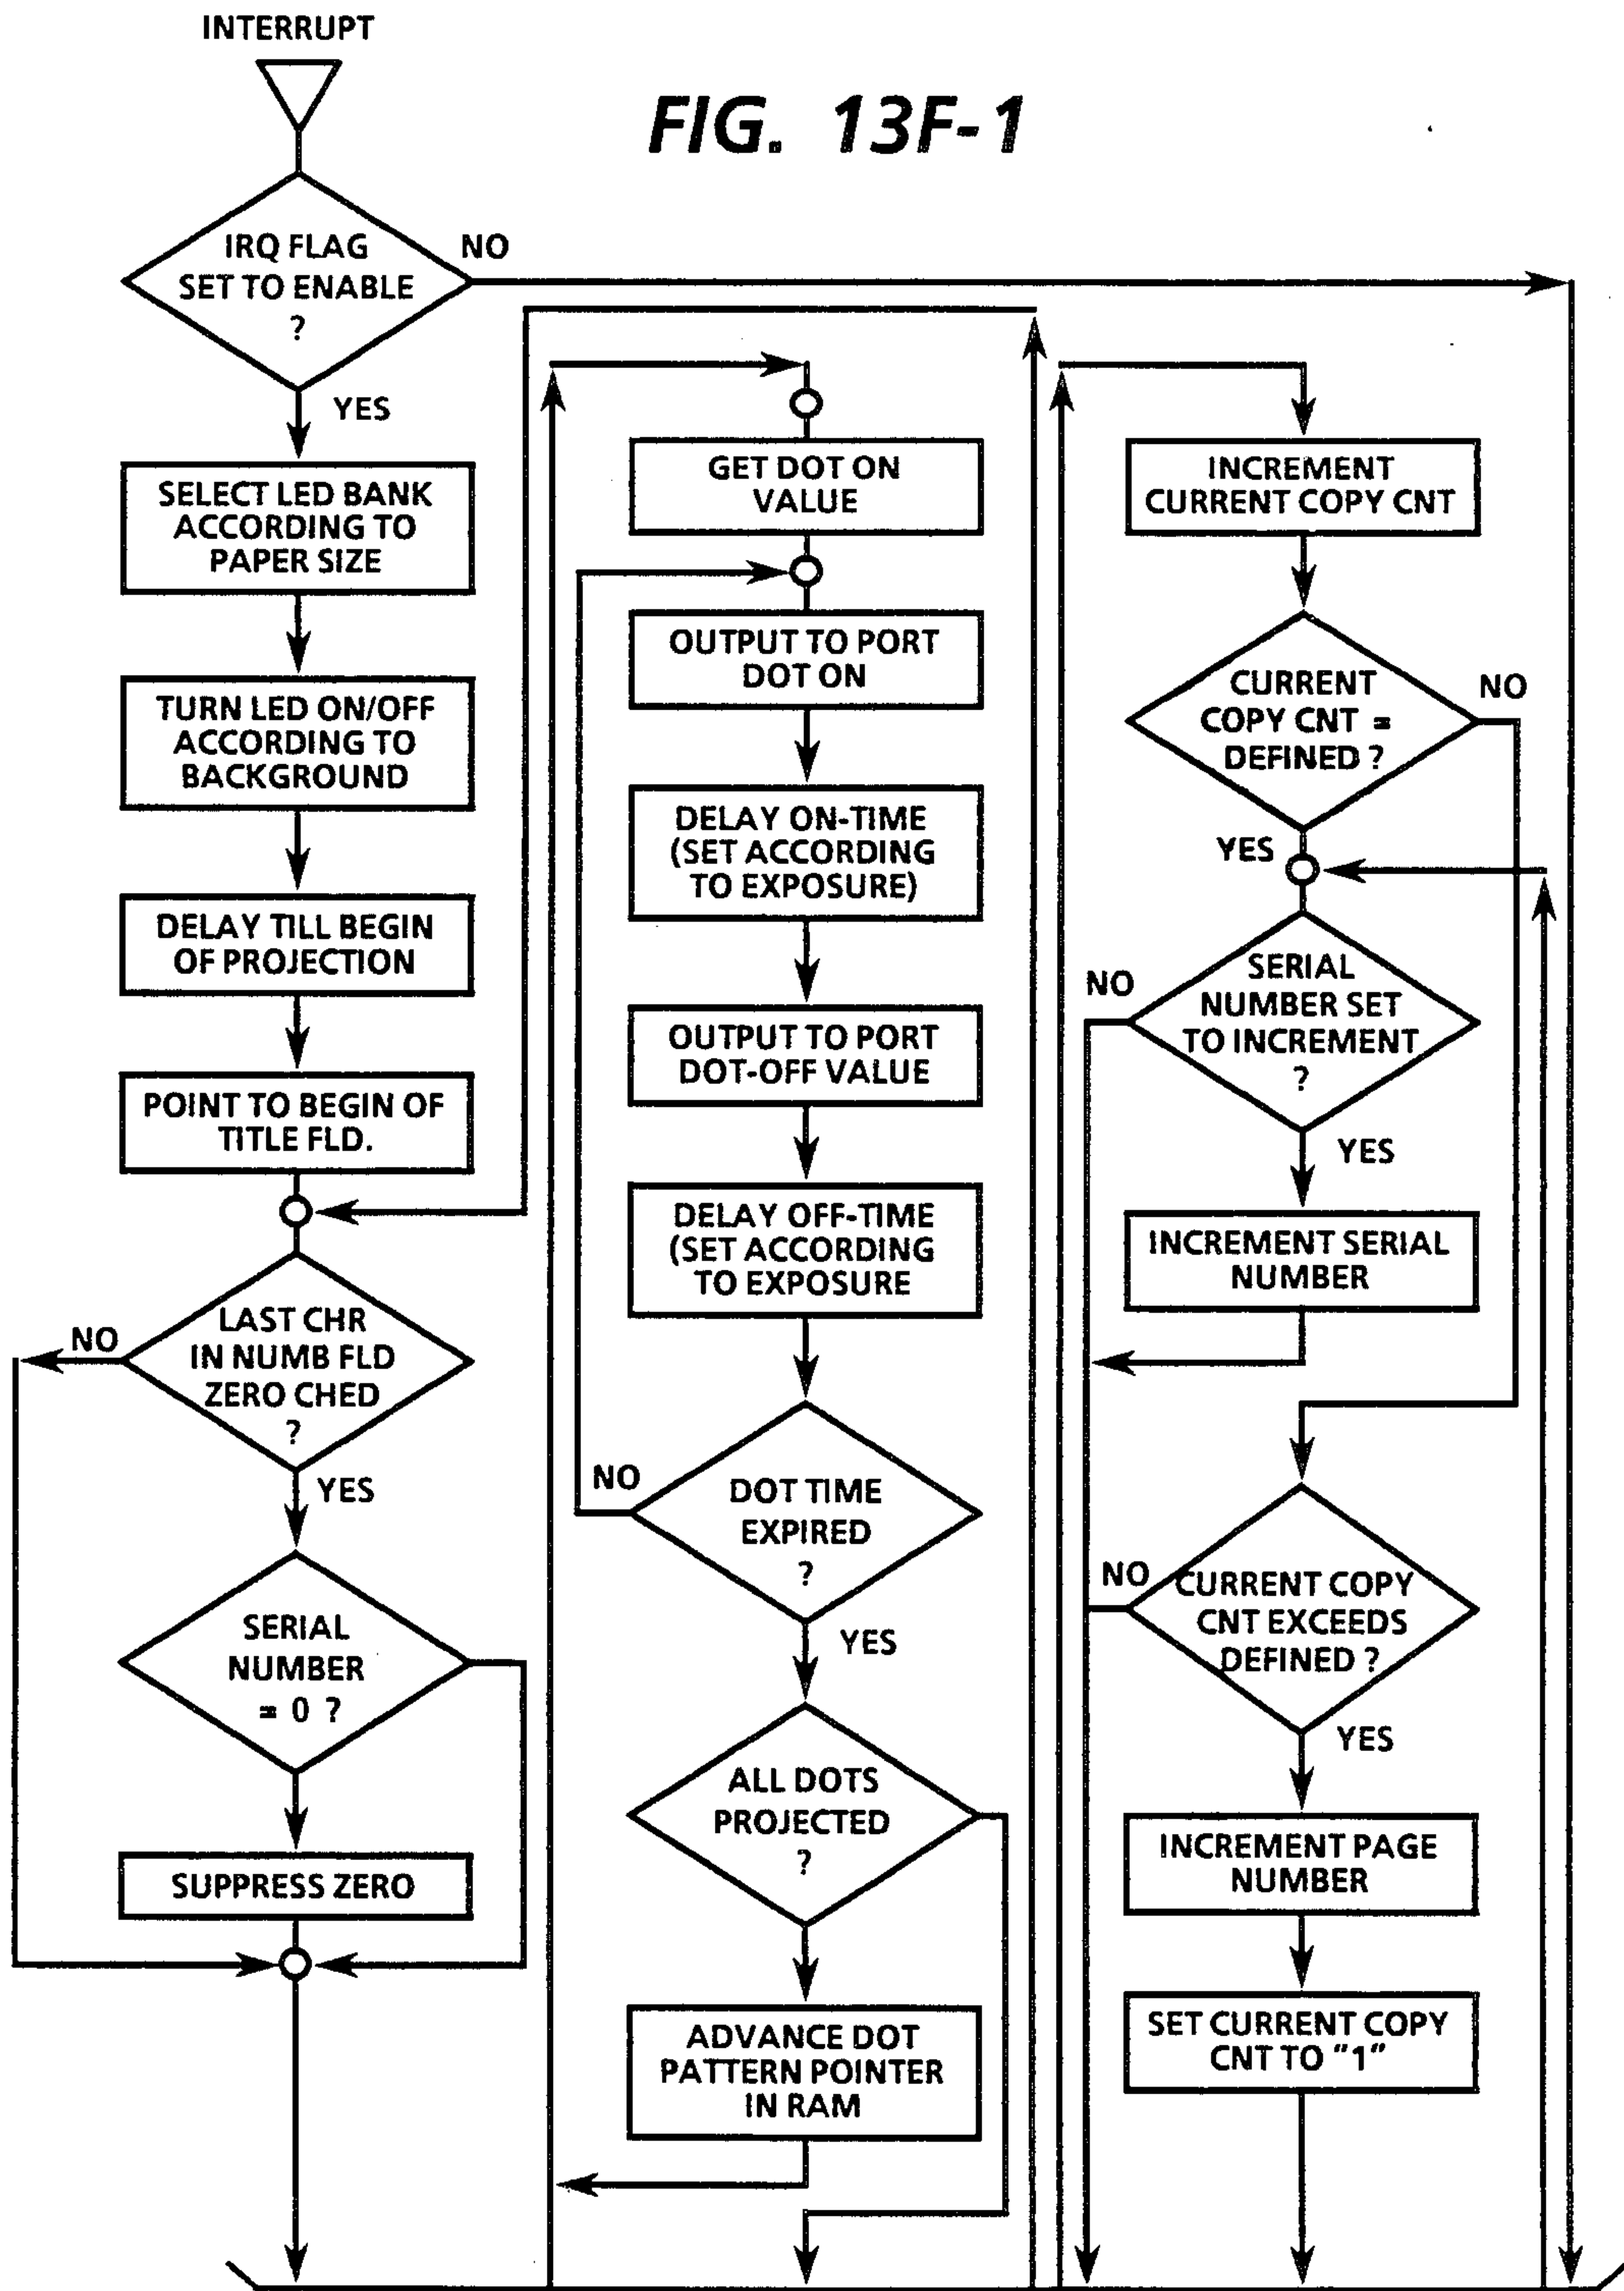 INTERRUPT
FIG. 13F-1
IRQ FLAG
SET TO ENABLE
?
NO
YES
SELECT LED BANK
ACCORDING TO
PAPER SIZE
TURN LED ON/OFF
ACCORDING TO
BACKGROUND
DELAY TILL BEGIN
OF PROJECTION
POINT TO BEGIN OF
TITLE FLD.
LAST CHR
IN NUMB FLD
ZERO CHED
?
NO
YES
SERIAL
NUMBER
= 0 ?
SUPPRESS ZERO
GET DOT ON
VALUE
OUTPUT TO PORT
DOT ON
DELAY ON-TIME
(SET ACCORDING
TO EXPOSURE)
OUTPUT TO PORT
DOT-OFF VALUE
DELAY OFF-TIME
(SET ACCORDING
TO EXPOSURE
DOT TIME
EXPIRED
?
NO
YES
ALL DOTS
PROJECTED
?
ADVANCE DOT
PATTERN POINTER
IN RAM
INCREMENT
CURRENT COPY CNT
CURRENT
COPY CNT =
DEFINED ?
NO
YES
SERIAL
NUMBER SET
TO INCREMENT
?
NO
YES
INCREMENT SERIAL
NUMBER
CURRENT COPY
CNT EXCEEDS
DEFINED ?
NO
YES
INCREMENT PAGE
NUMBER
SET CURRENT COPY
CNT TO "1"